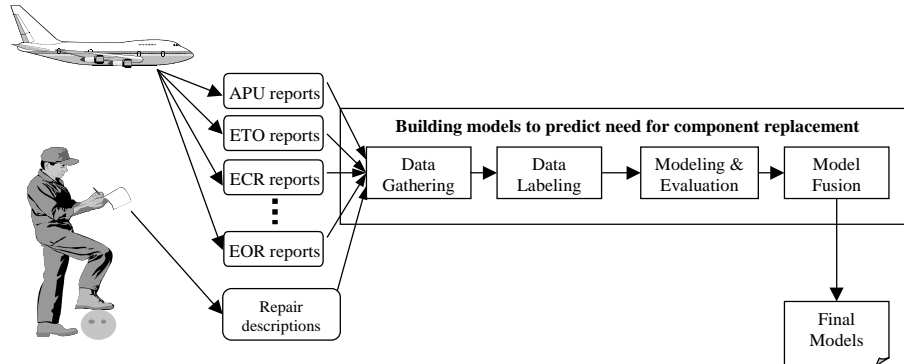 APU reports
ETO reports
ECR reports
EOR reports
Repair
descriptions
Building models to predict need for component replacement
Data
Gathering
Data
Labeling
Modeling &
Evaluation
Model
Fusion
Final
Models